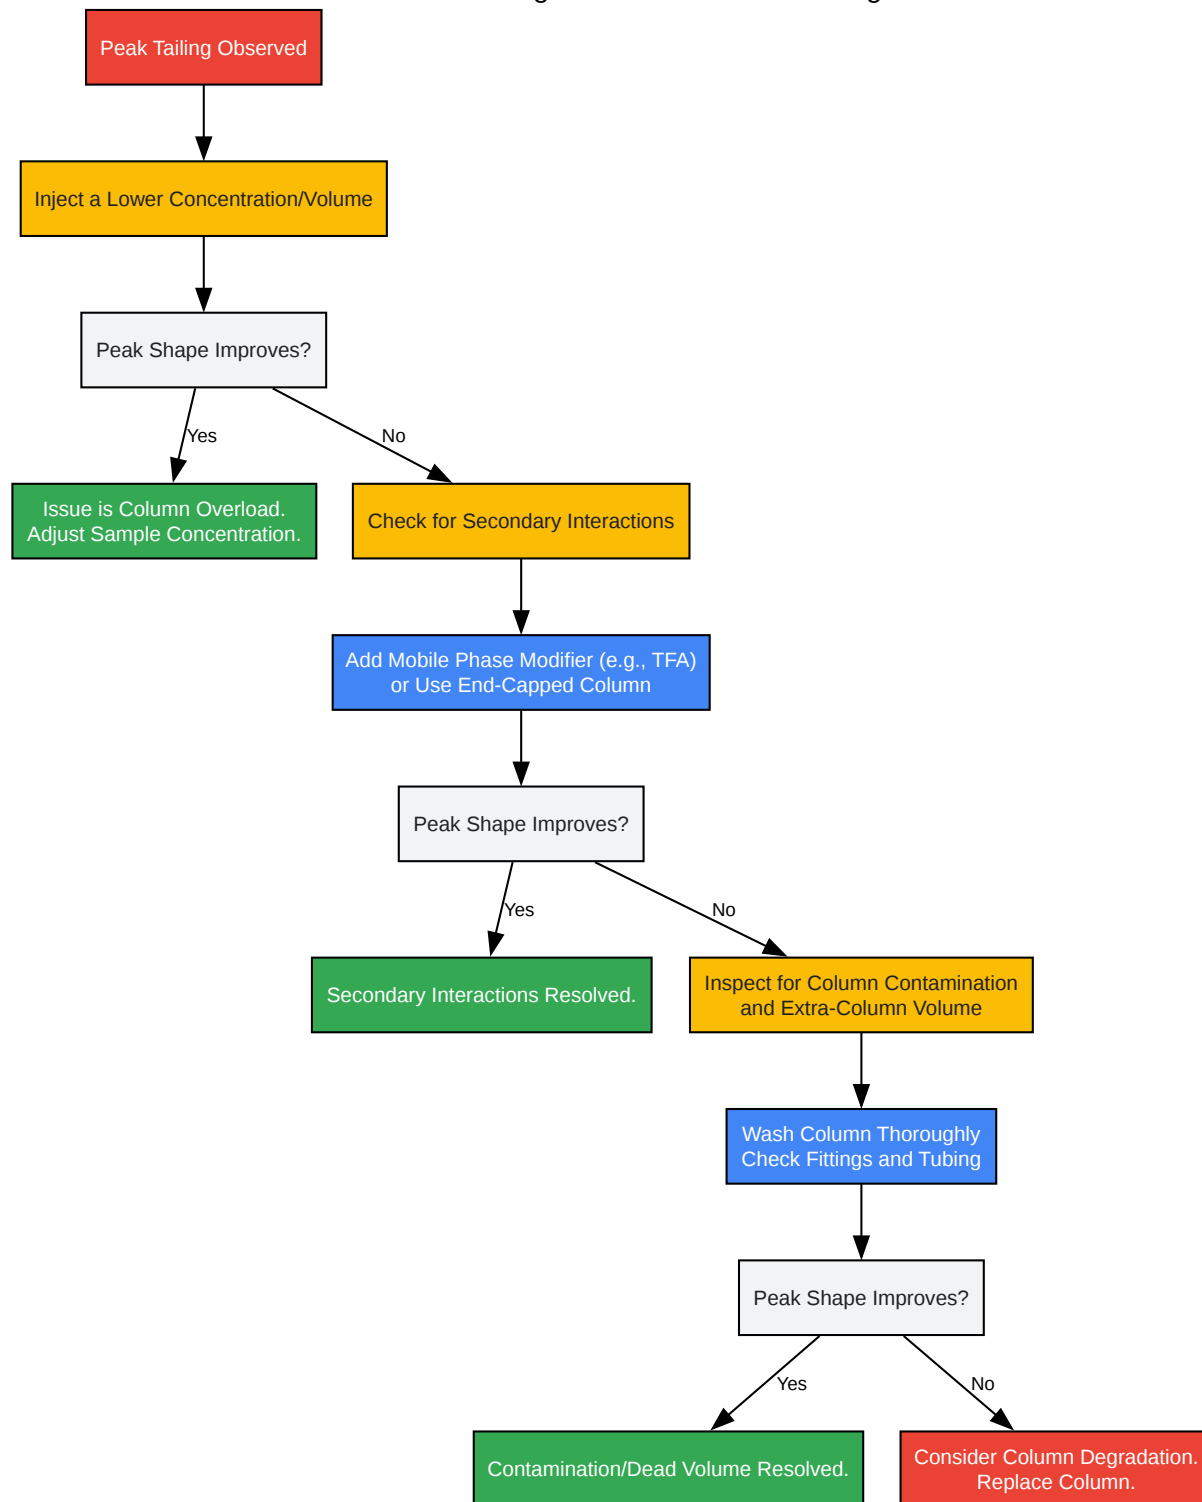 Peak Tailing Observed
Inject a Lower Concentration/Volume
Peak Shape Improves?
Yes
No
Issue is Column Overload.
Adjust Sample Concentration.
Check for Secondary Interactions
Add Mobile Phase Modifier (e.g., TFA)
or Use End-Capped Column
Peak Shape Improves?
Yes
No
Secondary Interactions Resolved.
Inspect for Column Contamination
and Extra-Column Volume
Wash Column Thoroughly
Check Fittings and Tubing
Peak Shape Improves?
Yes
No
Contamination/Dead Volume Resolved.
Consider Column Degradation.
Replace Column.